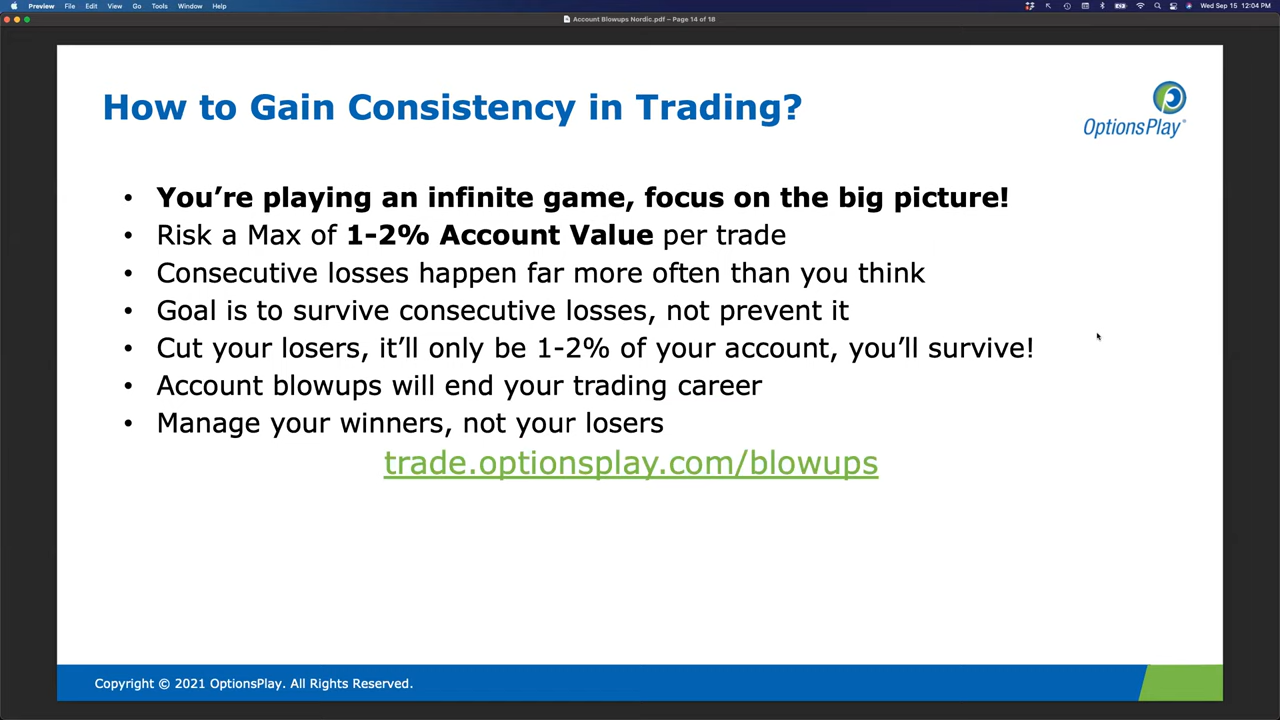 Preview File Edit View Go Tools Window Help
Wed Sep 15 12:04 PM
Account Blowups Nordic.pdf – Page 14 of 18
How to Gain Consistency in Trading?
OptionsPlay®
• You're playing an infinite game, focus on the big picture!
• Risk a Max of 1-2% Account Value per trade
• Consecutive losses happen far more often than you think
• Goal is to survive consecutive losses, not prevent it
• Cut your losers, it'll only be 1-2% of your account, you'll survive!
• Account blowups will end your trading career
• Manage your winners, not your losers
trade.optionsplay.com/blowups
Copyright © 2021 OptionsPlay. All Rights Reserved.